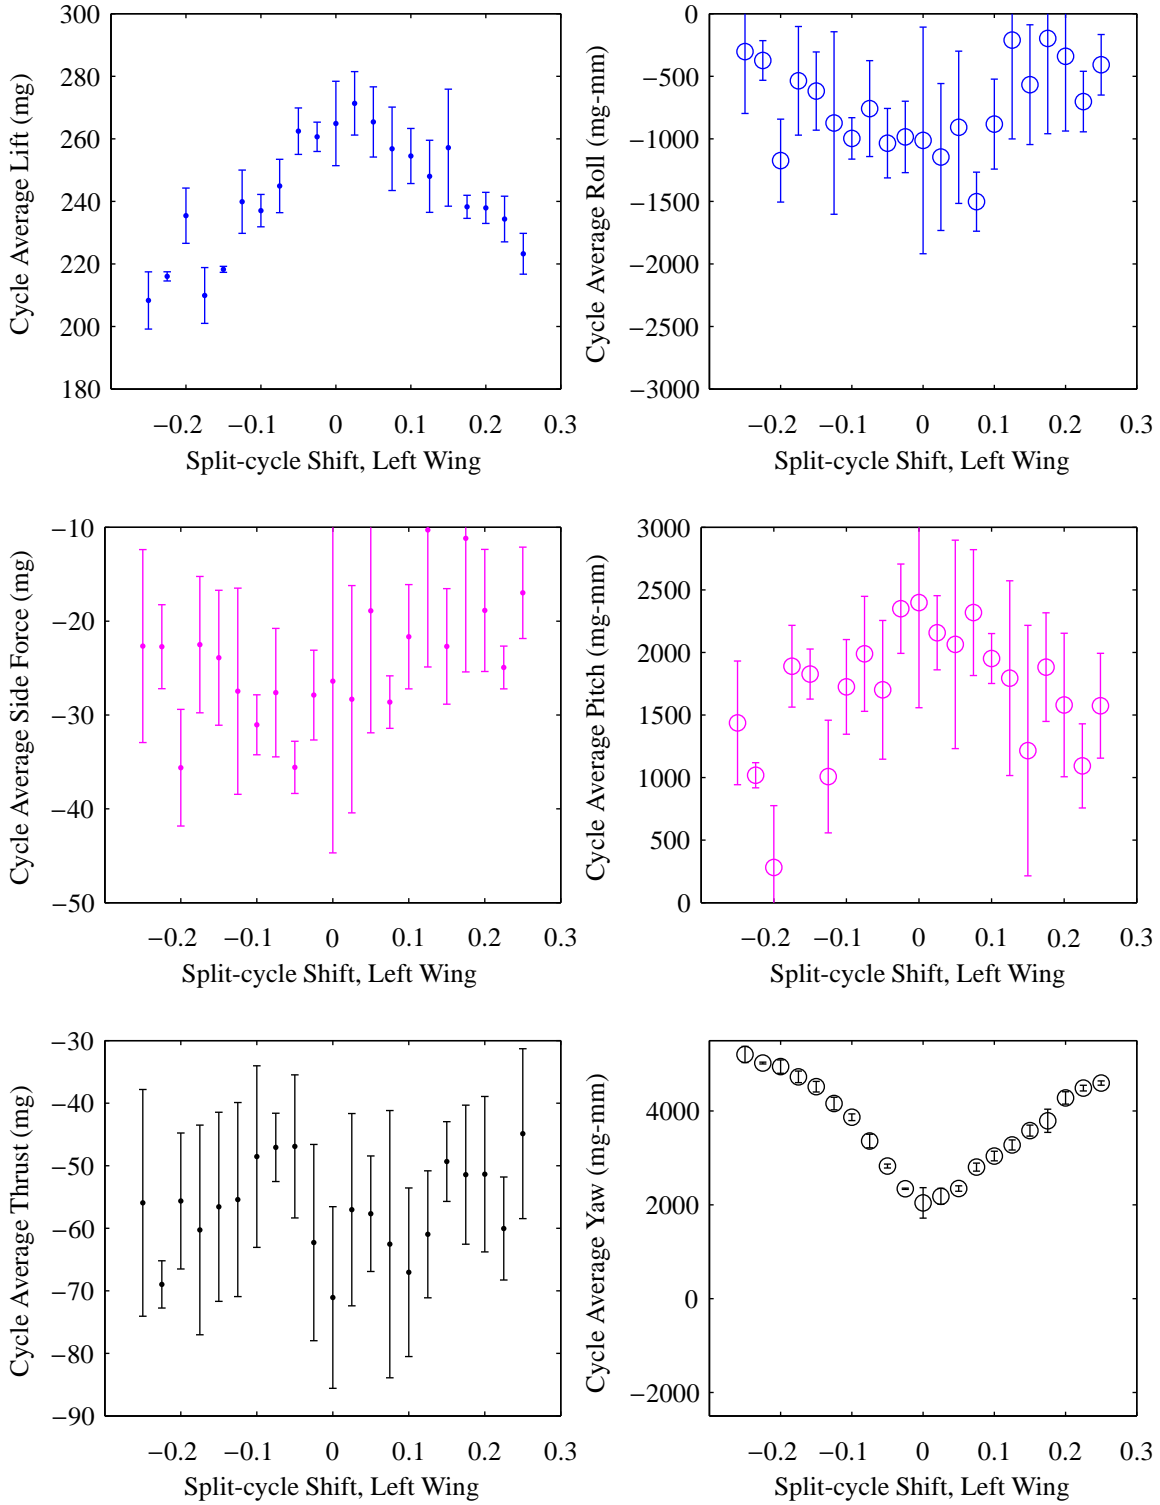 300
280
260
240
220
200
180
Cycle Average Lift (mg)
−0.2 −0.1 0 0.1 0.2 0.3
Split-cycle Shift, Left Wing
0
−500
−1000
−1500
−2000
−2500
−3000
Cycle Average Roll (mg-mm)
−0.2 −0.1 0 0.1 0.2 0.3
Split-cycle Shift, Left Wing
−10
−20
−30
−40
−50
Cycle Average Side Force (mg)
−0.2 −0.1 0 0.1 0.2 0.3
Split-cycle Shift, Left Wing
3000
2500
2000
1500
1000
500
0
Cycle Average Pitch (mg-mm)
−0.2 −0.1 0 0.1 0.2 0.3
Split-cycle Shift, Left Wing
−30
−40
−50
−60
−70
−80
−90
Cycle Average Thrust (mg)
−0.2 −0.1 0 0.1 0.2 0.3
Split-cycle Shift, Left Wing
4000
2000
0
−2000
Cycle Average Yaw (mg-mm)
−0.2 −0.1 0 0.1 0.2 0.3
Split-cycle Shift, Left Wing